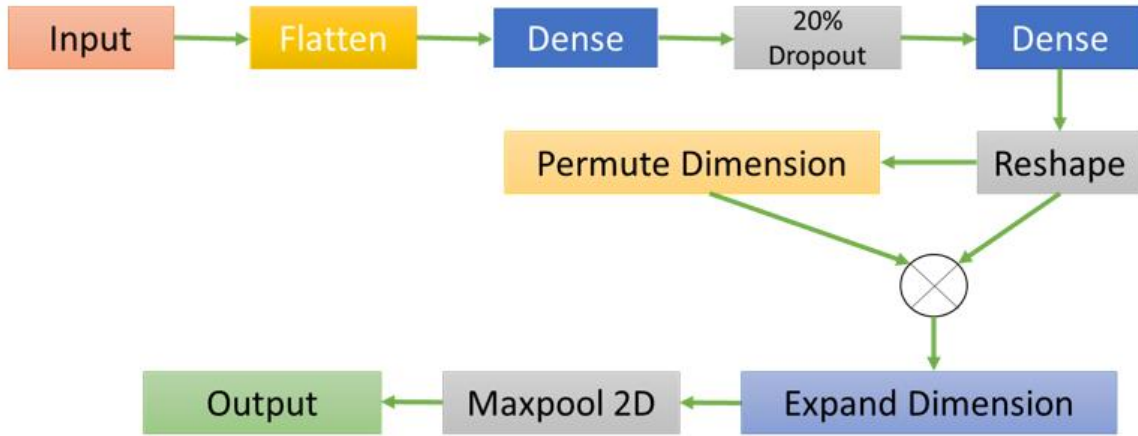 Input
Flatten
Dense
20%
Dropout
Dense
Permute Dimension
Reshape
Output
Maxpool 2D
Expand Dimension